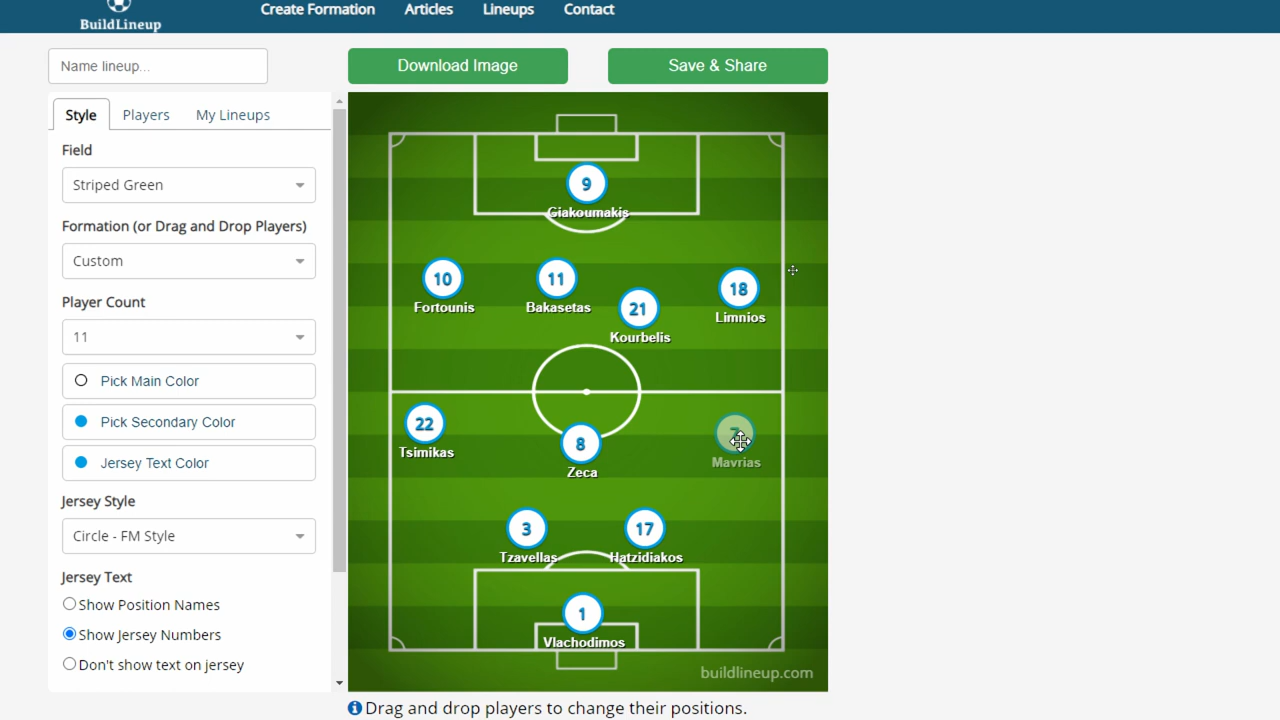 BuildLineup
Create Formation
Articles
Lineups
Contact
Name lineup...
Download Image
Save & Share
Style
Players
My Lineups
Field
Striped Green
Formation (or Drag and Drop Players)
Custom
Player Count
11
Pick Main Color
Pick Secondary Color
Jersey Text Color
Jersey Style
Circle - FM Style
Jersey Text
Show Position Names
Show Jersey Numbers
Don't show text on jersey
9
Giakoumakis
10
Fortounis
11
Bakasetas
21
Kourbelis
18
Limnios
22
Tsimikas
8
Zeca
Mavrias
3
Tzavellas
17
Hatzidiakos
1
Vlachodimos
buildlineup.com
Drag and drop players to change their positions.